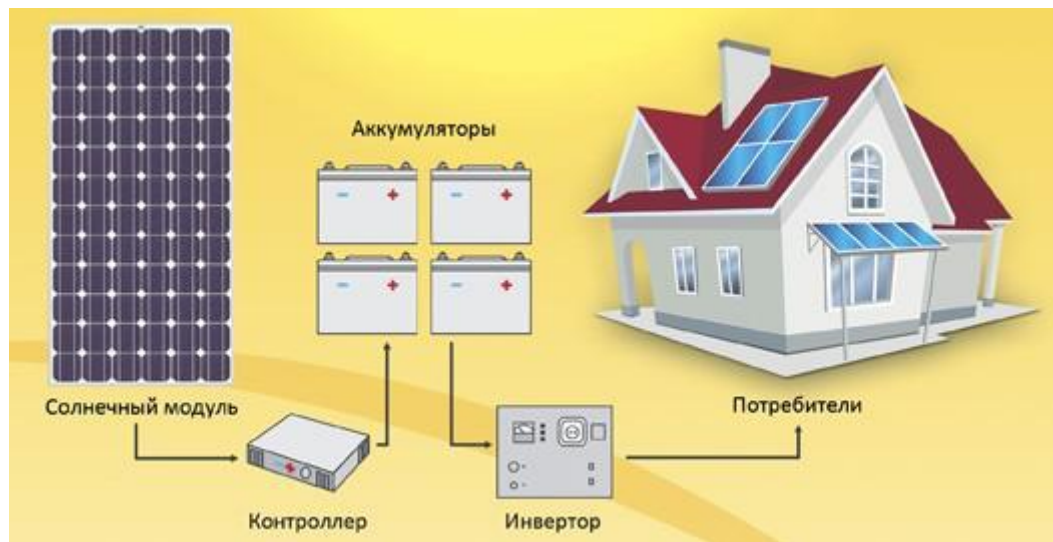 Аккумуляторы
Солнечный модуль
Потребители
Контроллер
Инвертор